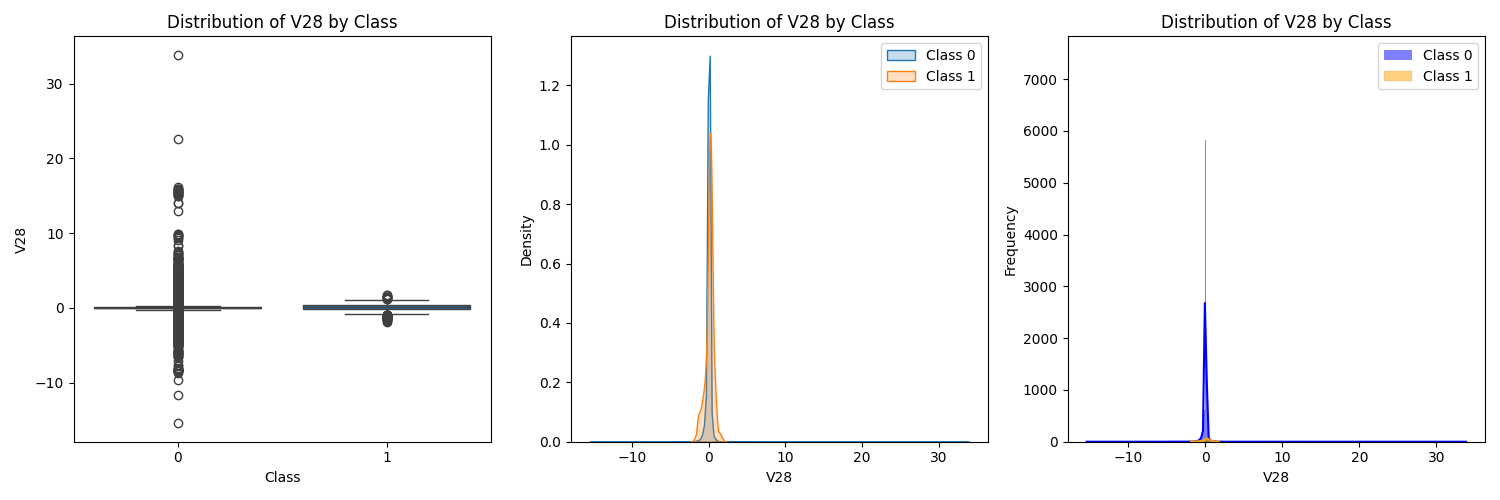 Distribution of V28 by Class
30
20
10
0
−10
V28
0
1
Class
Distribution of V28 by Class
Class 0
Class 1
1.2
1.0
0.8
0.6
0.4
0.2
0.0
Density
−10
0
10
20
30
V28
Distribution of V28 by Class
Class 0
Class 1
7000
6000
5000
4000
3000
2000
1000
0
Frequency
−10
0
10
20
30
V28